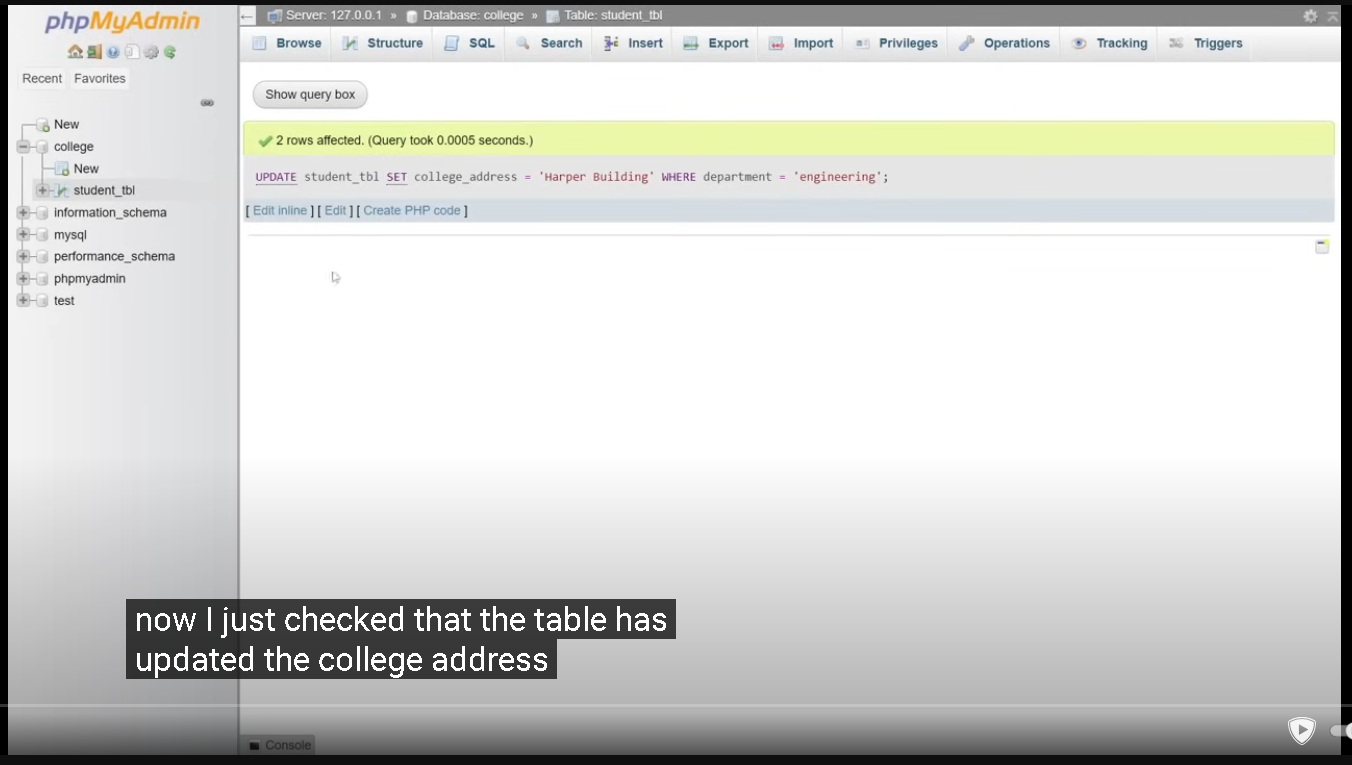 phpMyAdmin
Recent Favorites
New
college
New
student_tbl
information_schema
mysql
performance_schema
phpmyadmin
test
Server: 127.0.0.1 » Database: college » Table: student_tbl
Browse Structure SQL Search Insert Export Import Privileges Operations Tracking Triggers
Show query box
2 rows affected. (Query took 0.0005 seconds.)
UPDATE student_tbl SET college_address = 'Harper Building' WHERE department = 'engineering';
[ Edit inline ] [ Edit ] [ Create PHP code ]
now I just checked that the table has
updated the college address
Console